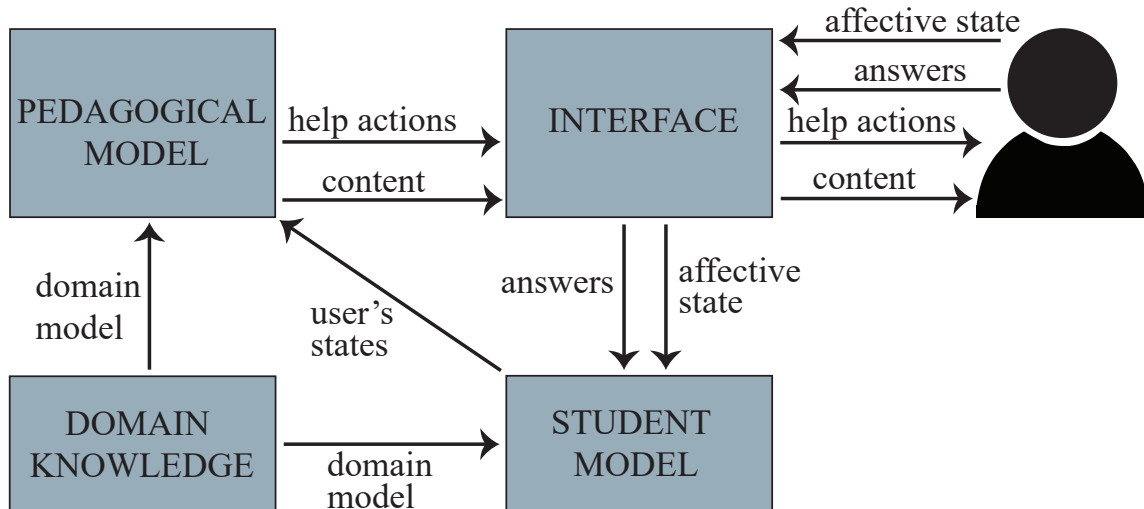 affective state
answers
PEDAGOGICAL
MODEL
help actions
INTERFACE
help actions
content
content
domain
model
user’s
states
answers
affective
state
DOMAIN
KNOWLEDGE
domain
model
STUDENT
MODEL